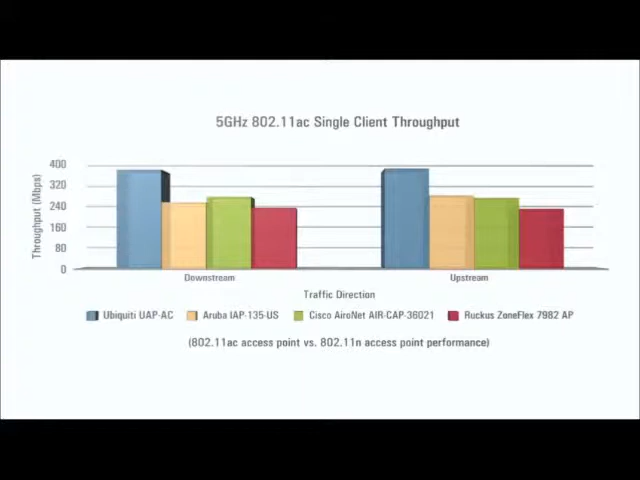 5GHz 802.11ac Single Client Throughput
Throughput (Mbps)
400
320
240
160
80
0
Downstream
Upstream
Traffic Direction
Ubiquiti UAP-AC
Aruba IAP-135-US
Cisco AiroNet AIR-CAP-36021
Ruckus ZoneFlex 7982 AP
(802.11ac access point vs. 802.11n access point performance)